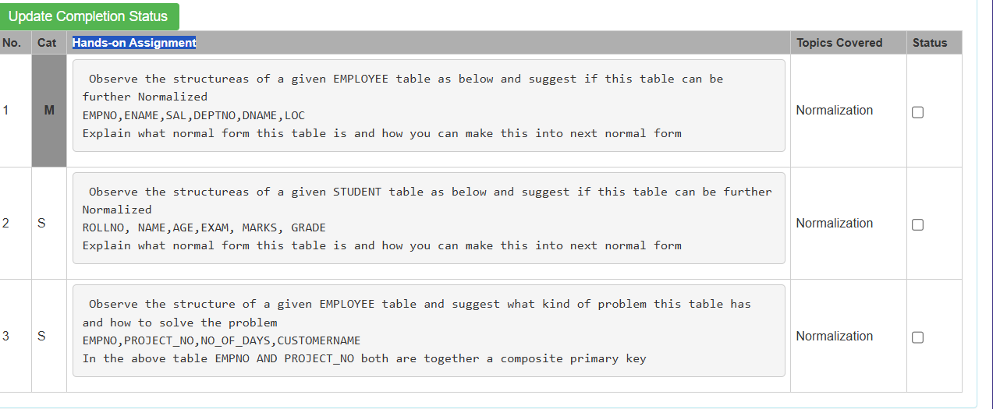 Update Completion Status
No. Cat Hands-on Assignment Topics Covered Status
1 M Observe the structureas of a given EMPLOYEE table as below and suggest if this table can be
further Normalized
EMPNO,ENAME,SAL,DEPTNO,DNAME,LOC
Explain what normal form this table is and how you can make this into next normal form
Normalization
2 S Observe the structureas of a given STUDENT table as below and suggest if this table can be further
Normalized
ROLLNO, NAME,AGE,EXAM, MARKS, GRADE
Explain what normal form this table is and how you can make this into next normal form
Normalization
3 S Observe the structure of a given EMPLOYEE table and suggest what kind of problem this table has
and how to solve the problem
EMPNO,PROJECT_NO,NO_OF_DAYS,CUSTOMERNAME
In the above table EMPNO AND PROJECT_NO both are together a composite primary key
Normalization